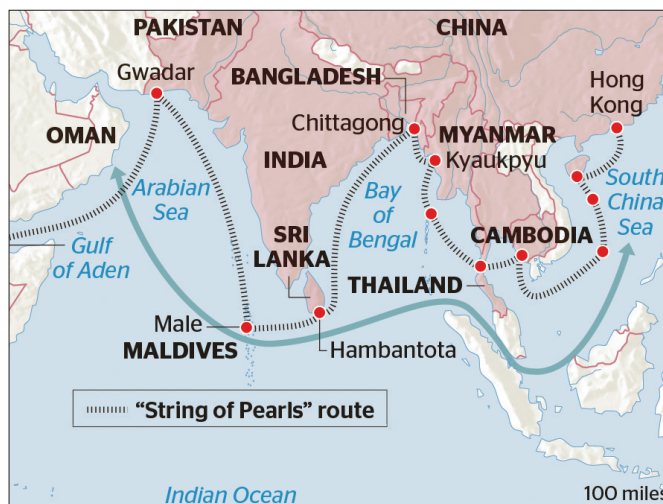 PAKISTAN
CHINA
Gwadar
BANGLADESH
Hong
Kong
Chittagong
OMAN
MYANMAR
Kyaukpyu
INDIA
Arabian
Sea
Bay
of
Bengal
South
China
Sea
Gulf
of Aden
SRI
LANKA
CAMBODIA
THAILAND
Male
MALDIVES
Hambantota
"String of Pearls" route
Indian Ocean
100 miles